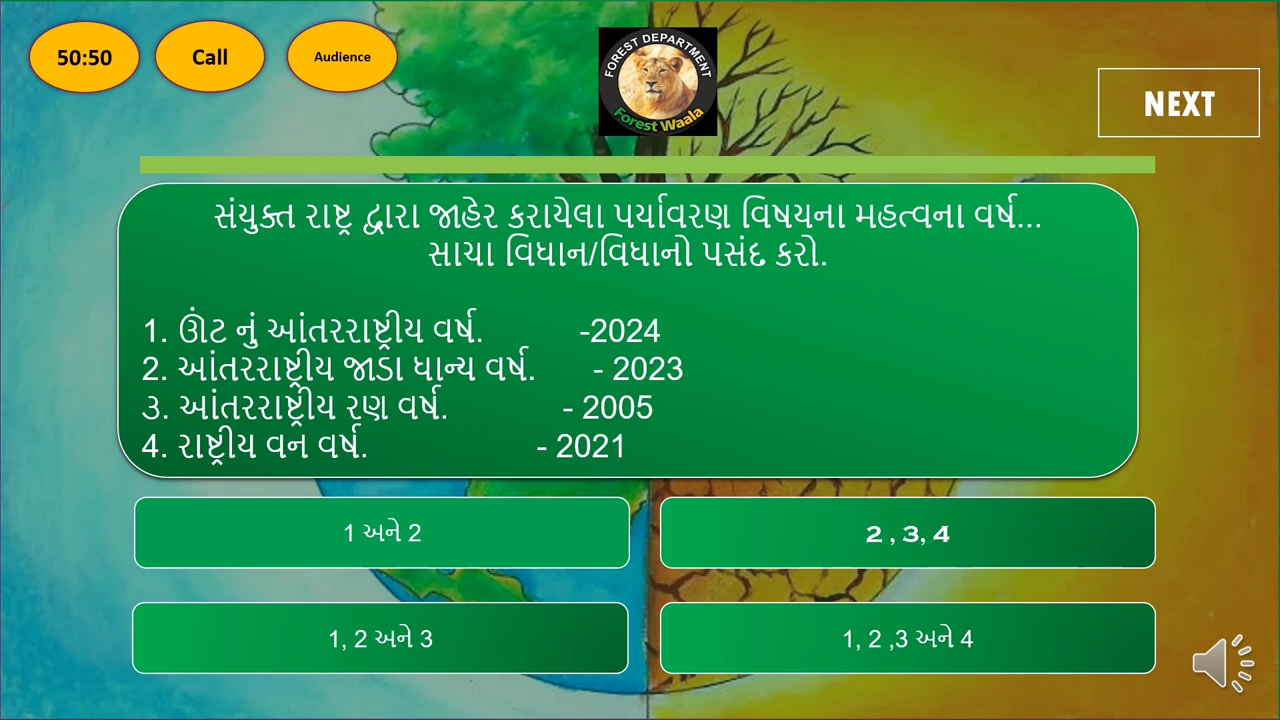 50:50
Call
Audience
FOREST DEPARTMENT
Forest Waala
NEXT
સંયુક્ત રાષ્ટ્ર દ્વારા જાહેર કરાયેલા પર્યાવરણ વિષયના મહત્વના વર્ષ...
સાચા વિધાન/વિધાનો પસંદ કરો.
1. ઊંટ નું આંતરરાષ્ટ્રીય વર્ષ. -2024
2. આંતરરાષ્ટ્રીય જાડા ધાન્ય વર્ષ. - 2023
૩. આંતરરાષ્ટ્રીય રણ વર્ષ. - 2005
4. રાષ્ટ્રીય વન વર્ષ. - 2021
1 અને 2
2 , 3, 4
1, 2 અને 3
1, 2 ,3 અને 4